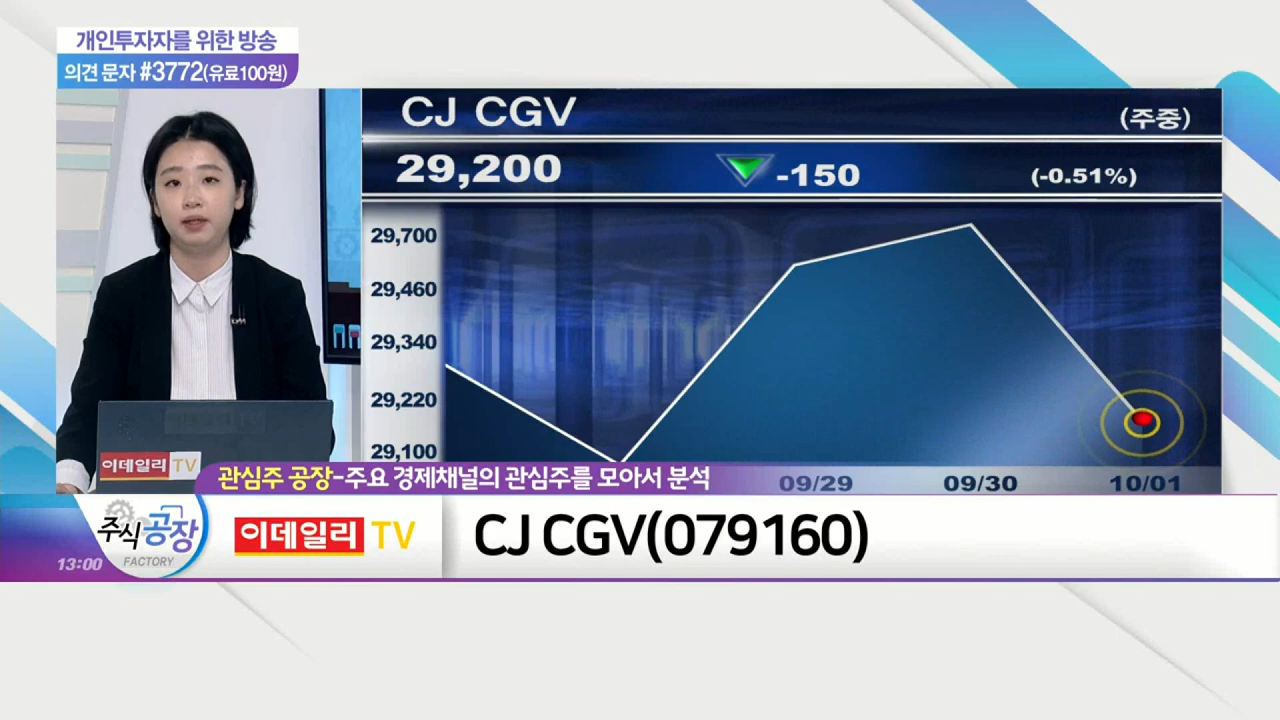 개인투자자를 위한 방송
의견 문자 #3772(유료100원)
CJ CGV
(주중)
29,200
-150
(-0.51%)
29,700
29,460
29,340
29,220
29,100
09/29
09/30
10/01
이데일리 TV
관심주 공장-주요 경제채널의 관심주를 모아서 분석
주식공장
FACTORY
13:00
이데일리 TV
CJ CGV(079160)